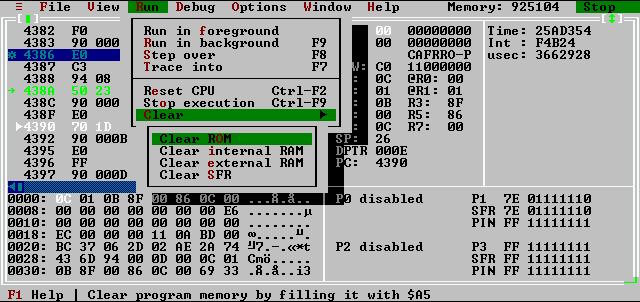 ≡ File View Run Debug Options Window Help Memory: 925104 Stop
4382 F0 Run in foreground 00 00000000 Time: 25AD354
4383 90 000 Run in background F9 00 00000000 Int : F4B24
4386 E0 Step over F8 CAFRRO-P usec: 3662928
4387 C3 Trace into F7 W: C0 11000000
4388 94 08 0C @R0: 00
438A 50 23 Reset CPU Ctrl-F2 01 @R1: 01
438C 90 000 Stop execution Ctrl-F9 0B R3: 8F
438F E0 Clear ► 00 R5: 86
4390 70 1D 0C R7: 00
4392 90 000B Clear ROM SP: 26
4395 E0 Clear internal RAM DPTR 000E
4396 FF Clear external RAM PC: 4390
4397 90 000D Clear SFR
0000: 0C 01 0B 8F 00 86 0C 00 P0 disabled P1 7E 01111110
0008: 00 00 00 00 00 00 00 E6 .......µ SFR 7E 01111110
0010: 00 00 00 00 00 00 00 00 ........ PIN FF 11111111
0018: EC 00 00 00 11 0A BD 00
0020: BC 37 06 2D 02 AE 2A 74 P2 disabled P3 FF 11111111
0028: 43 6D 94 00 0D 00 00 0C Cmö..... SFR FF 11111111
0030: 0B 8F 00 86 0C 00 69 33 .Å.å..i3 PIN FF 11111111
F1 Help | Clear program memory by filling it with $A5